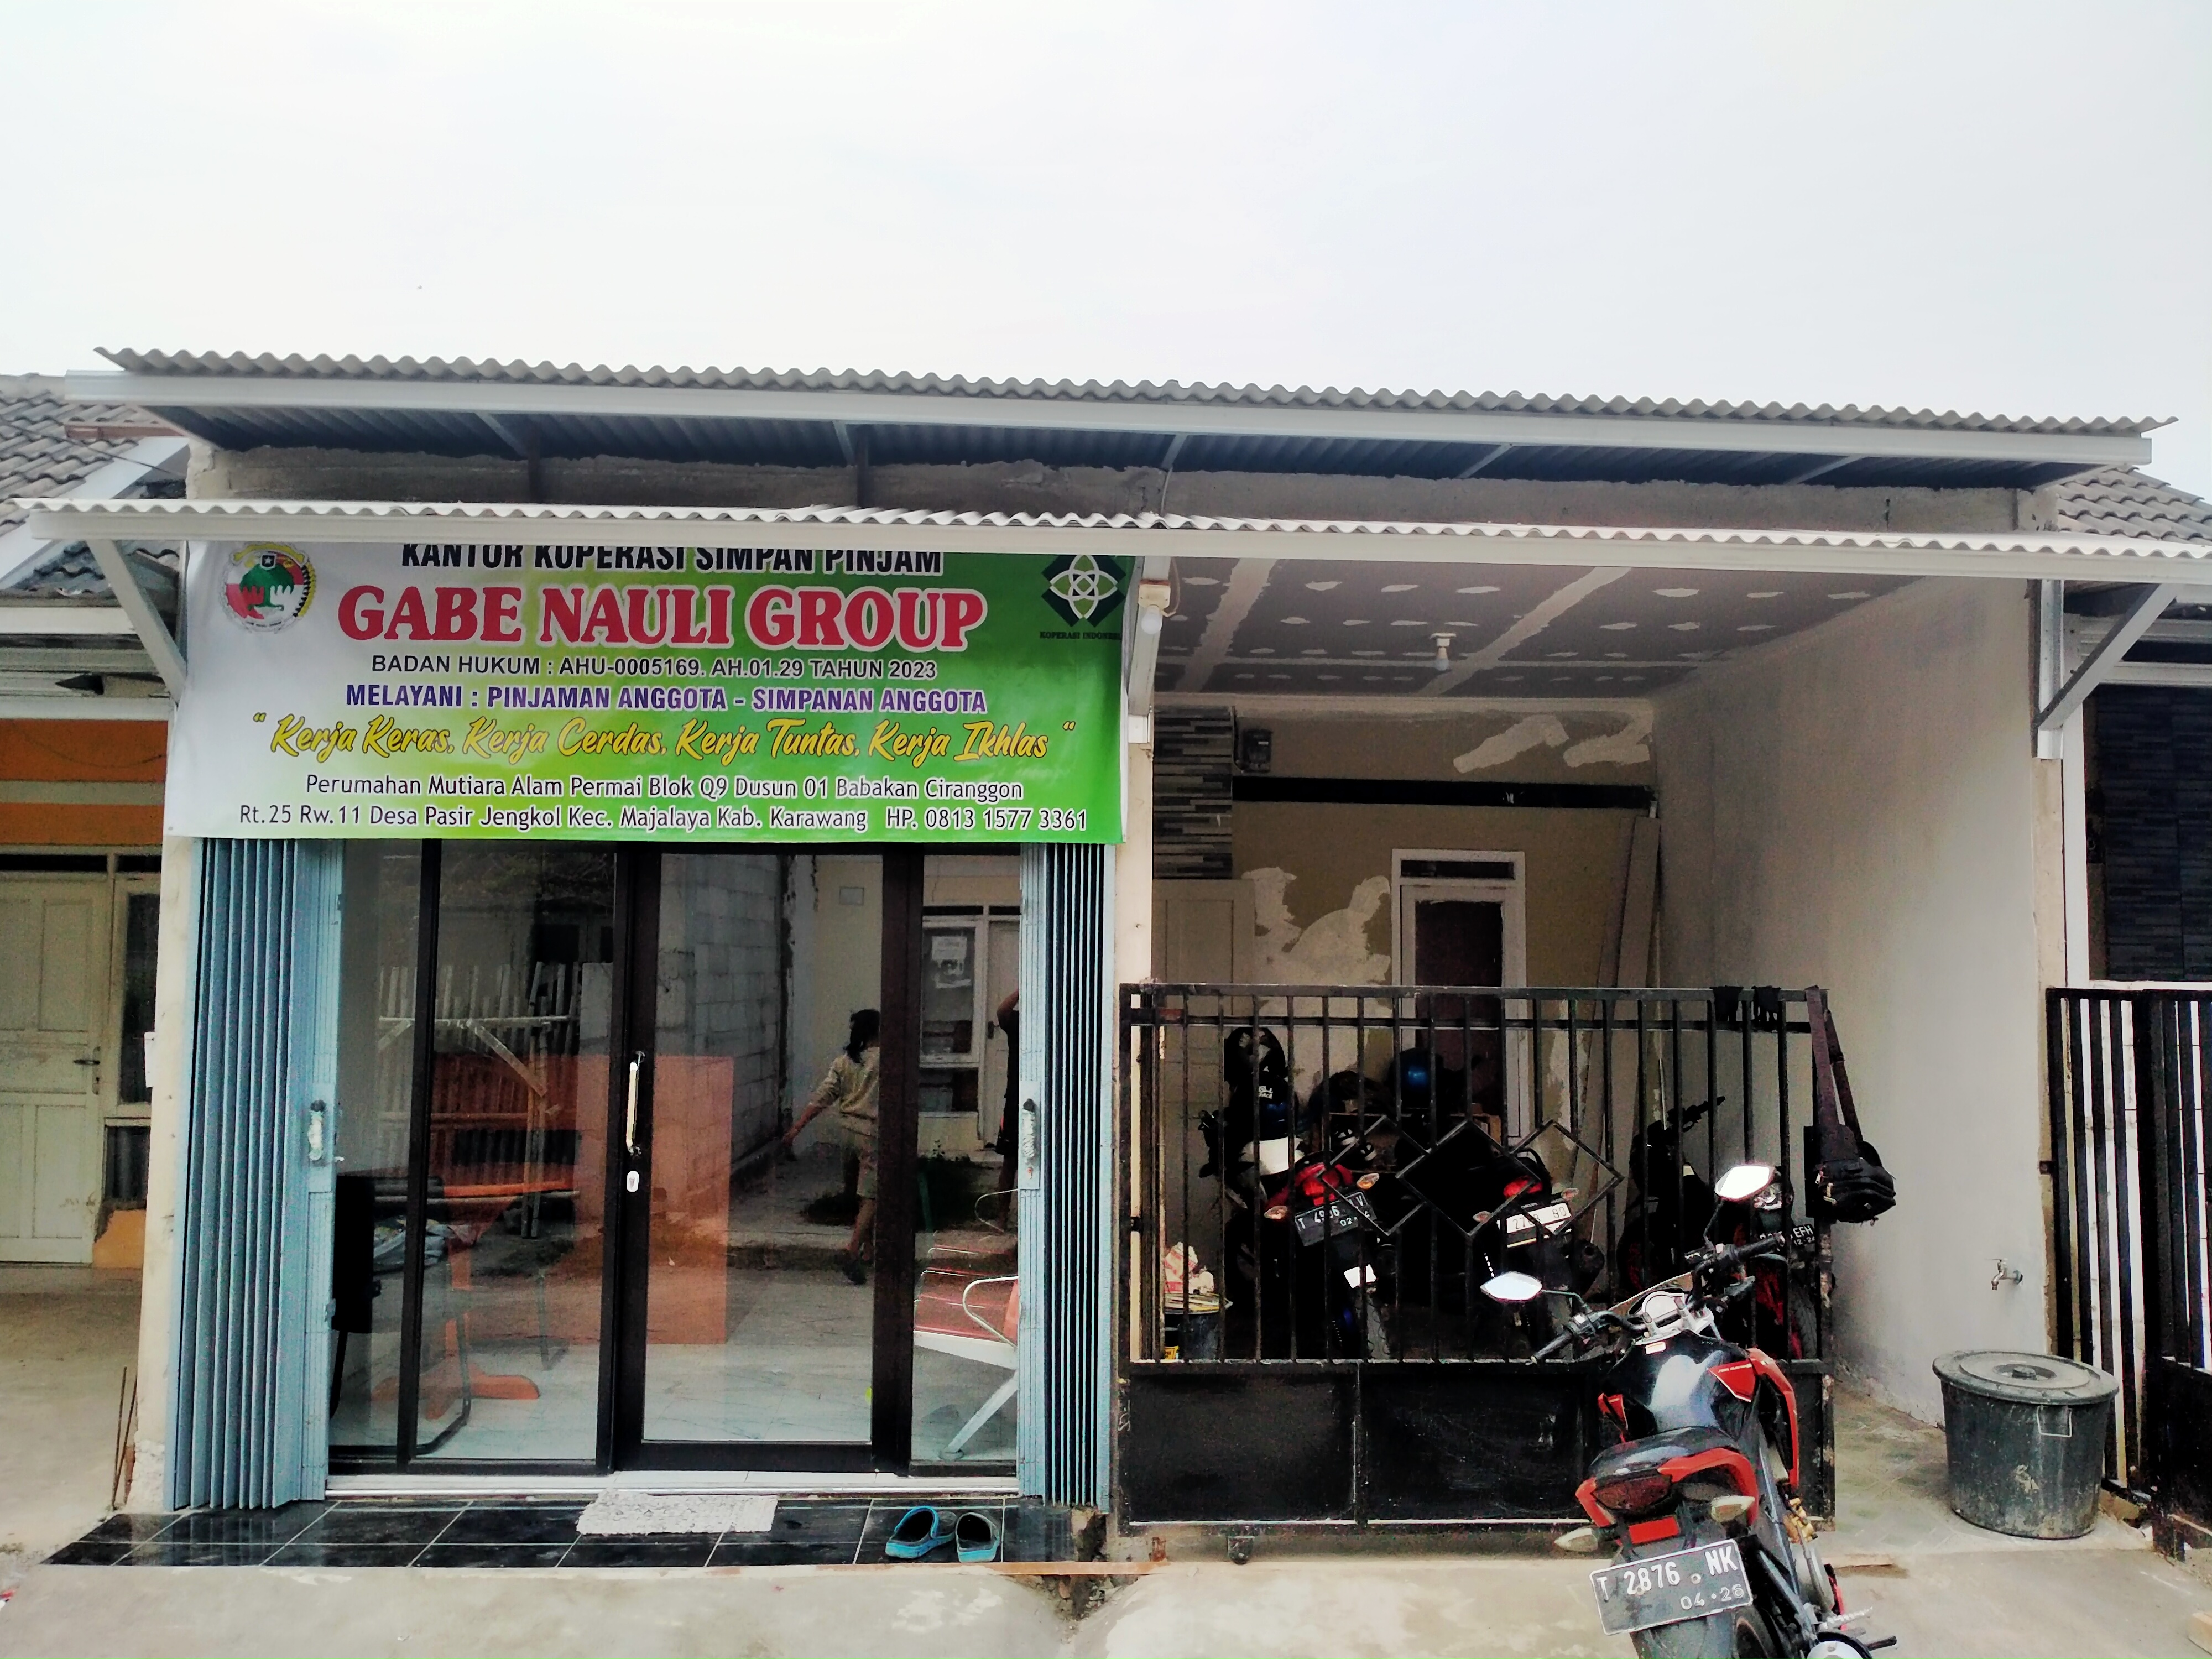 KANTOR KOPERASI SIMPAN PINJAM
GABE NAULI GROUP
KOPERASI INDONESIA
BADAN HUKUM : AHU-0005169. AH.01.29 TAHUN 2023
MELAYANI : PINJAMAN ANGGOTA - SIMPANAN ANGGOTA
“ Kerja Keras, Kerja Cerdas, Kerja Tuntas, Kerja Ikhlas “
Perumahan Mutiara Alam Permai Blok Q9 Dusun 01 Babakan Ciranggon
Rt.25 Rw.11 Desa Pasir Jengkol Kec. Majalaya Kab. Karawang HP. 0813 1577 3361
T 2876 NK
04·26